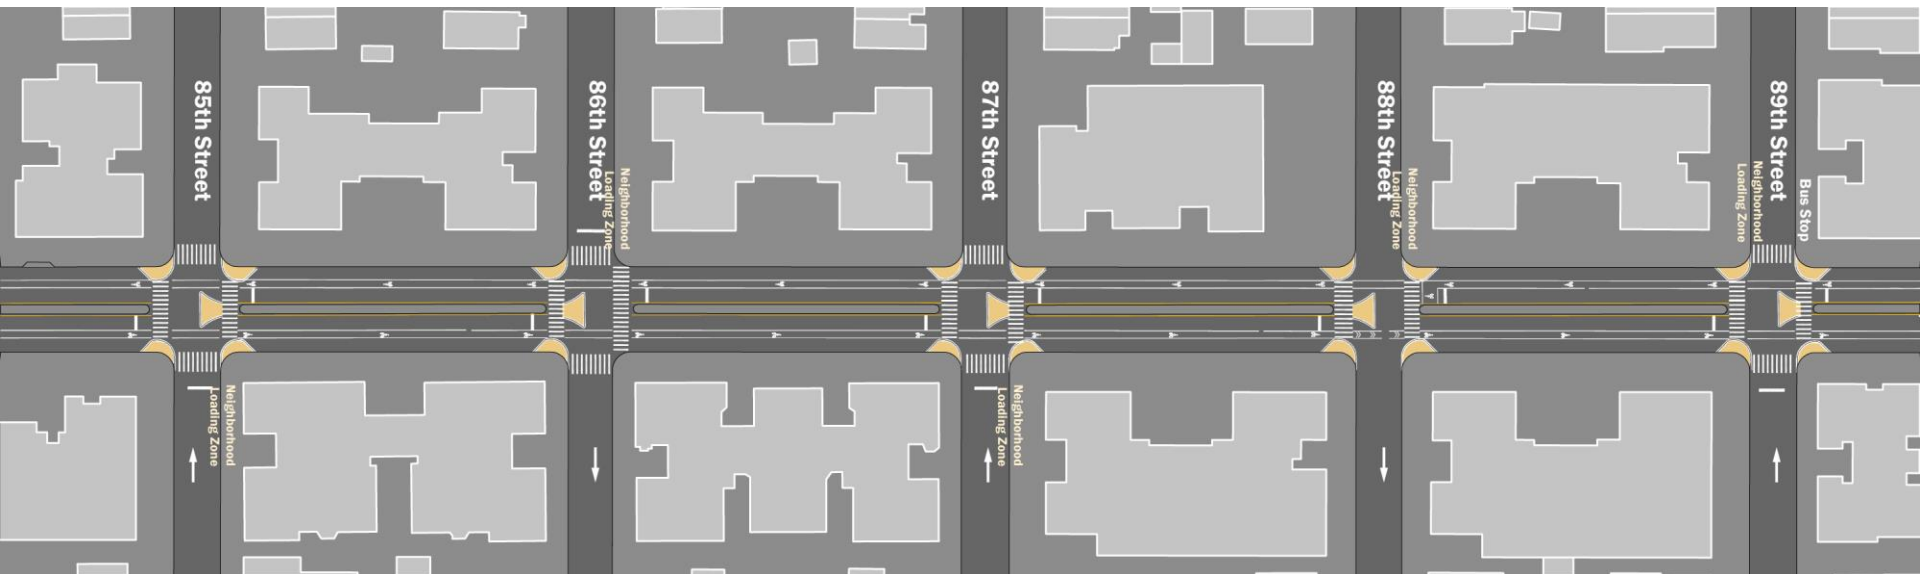 85th Street
86th Street
87th Street
88th Street
89th Street
Neighborhood
Loading Zone
Neighborhood
Loading Zone
Neighborhood
Loading Zone
Bus Stop
Neighborhood
Loading Zone
Neighborhood
Loading Zone